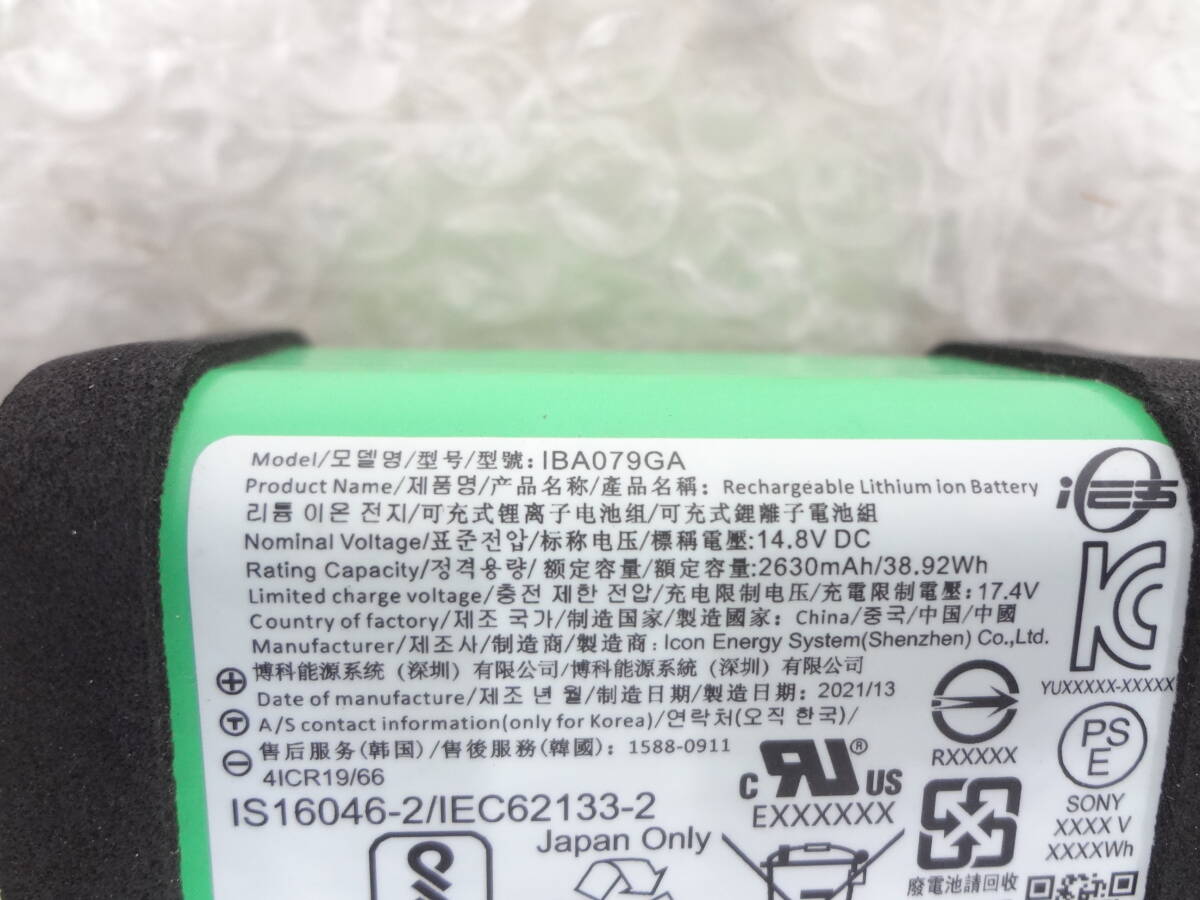 Model/모델명/型号/型號: IBA079GA
Product Name/제품명/产品名称/產品名稱: Rechargeable Lithium ion Battery
리튬 이온 전지/可充式锂离子电池组/可充式鋰離子電池組
Nominal Voltage/표준전압/标称电压/標稱電壓:14.8V DC
Rating Capacity/정격용량/额定容量/額定容量:2630mAh/38.92Wh
Limited charge voltage/충전 제한 전압/充电限制电压/充電限制電壓:17.4V
Country of factory/제조 국가/制造国家/製造國家: China/중국/中国/中國
Manufacturer/제조사/制造商/製造商: Icon Energy System(Shenzhen) Co.,Ltd.
博科能源系统（深圳）有限公司/博科能源系統（深圳）有限公司
Date of manufacture/제조 년 월/制造日期/製造日期: 2021/13
A/S contact information(only for Korea)/연락처(오직 한국)/
售后服务(韩国)/售後服務(韓國): 1588-0911
4ICR19/66
IS16046-2/IEC62133-2
Japan Only
ies
KC
YUXXXXX-XXXXX
RXXXXX
c RU ® US
EXXXXXX
PS
E
SONY
XXXX V
XXXXWh
廢電池請回收